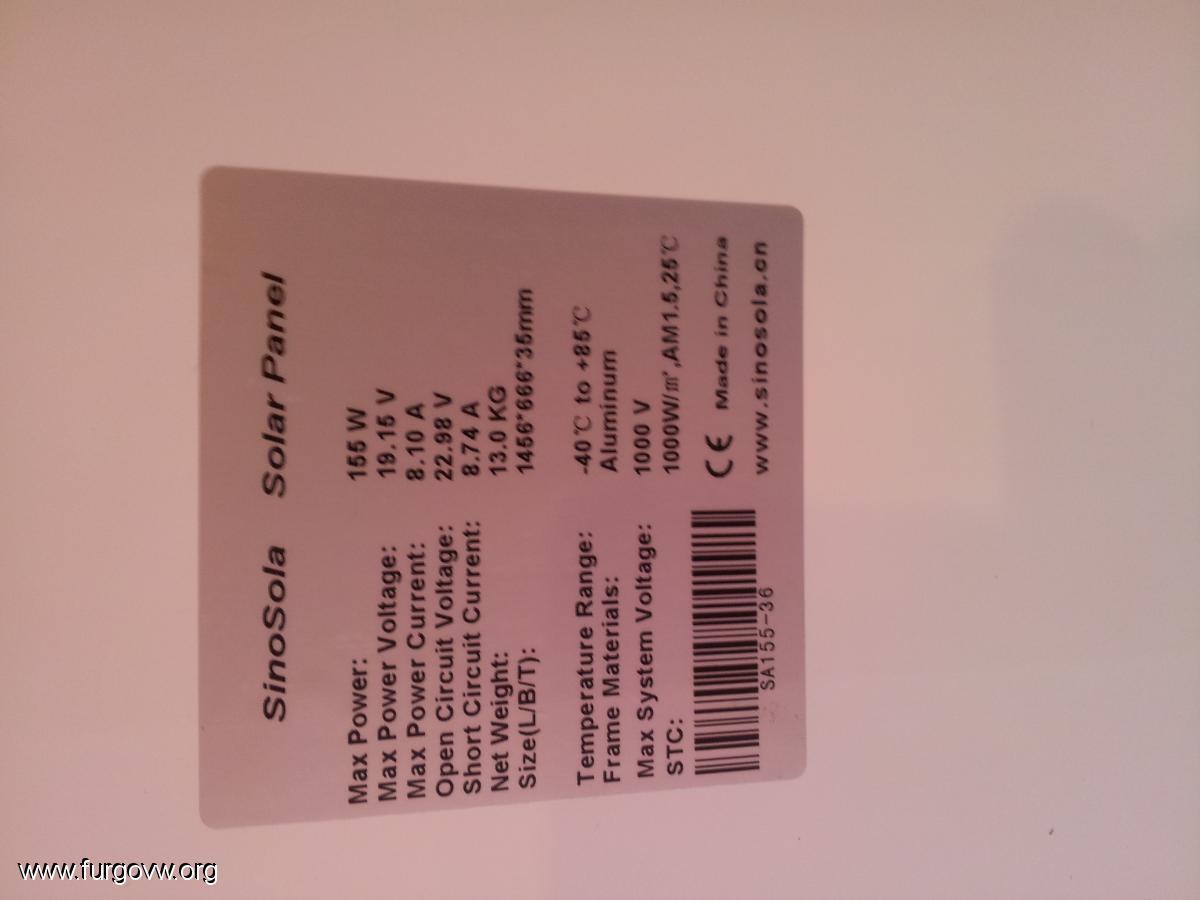 SinoSola Solar Panel
Max Power: 155 W
Max Power Voltage: 19.15 V
Max Power Current: 8.10 A
Open Circuit Voltage: 22.98 V
Short Circuit Current: 8.74 A
Net Weight: 13.0 KG
Size(L/B/T): 1456*666*35mm
Temperature Range: -40℃ to +85℃
Frame Materials: Aluminum
Max System Voltage: 1000 V
STC: 1000W/㎡,AM1.5,25℃
CE Made in China
SA155-36 www.sinosola.cn
www.furgovw.org